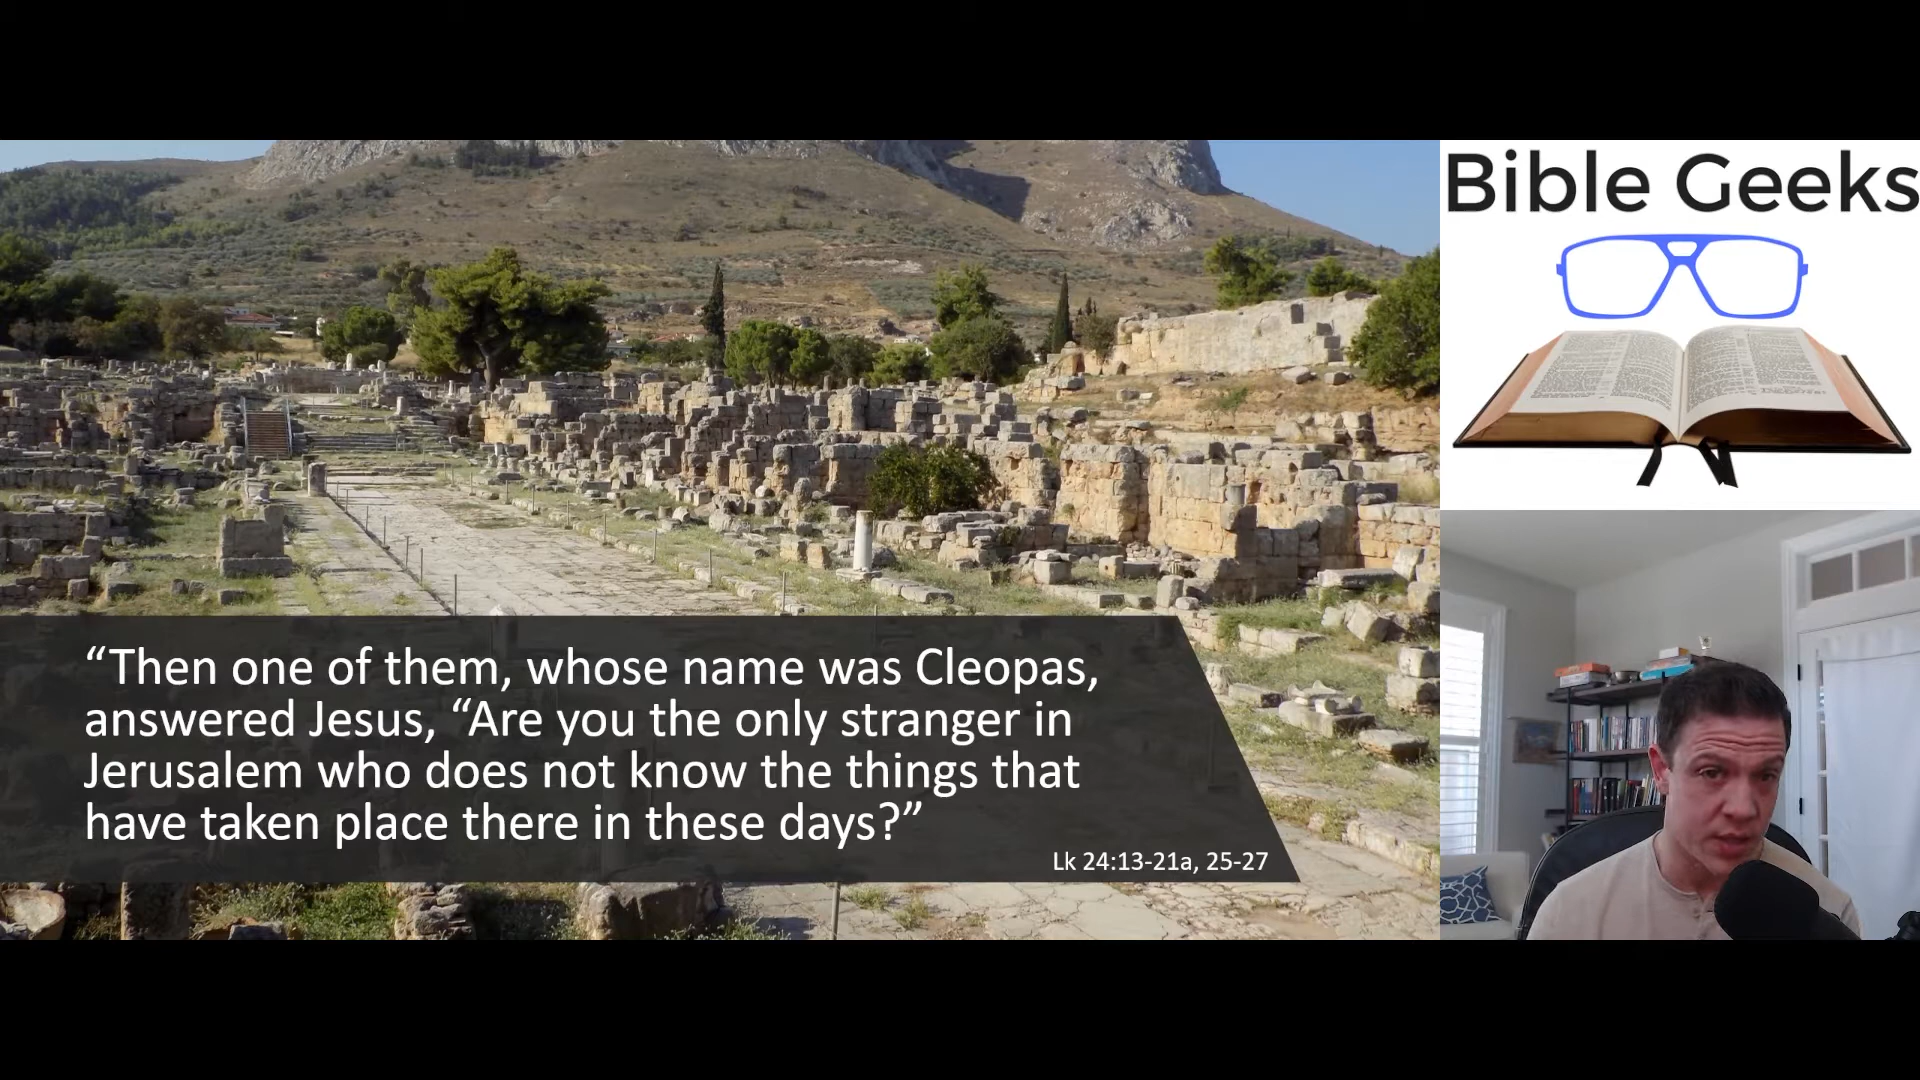 Bible Geeks
“Then one of them, whose name was Cleopas,
answered Jesus, “Are you the only stranger in
Jerusalem who does not know the things that
have taken place there in these days?”
Lk 24:13-21a, 25-27